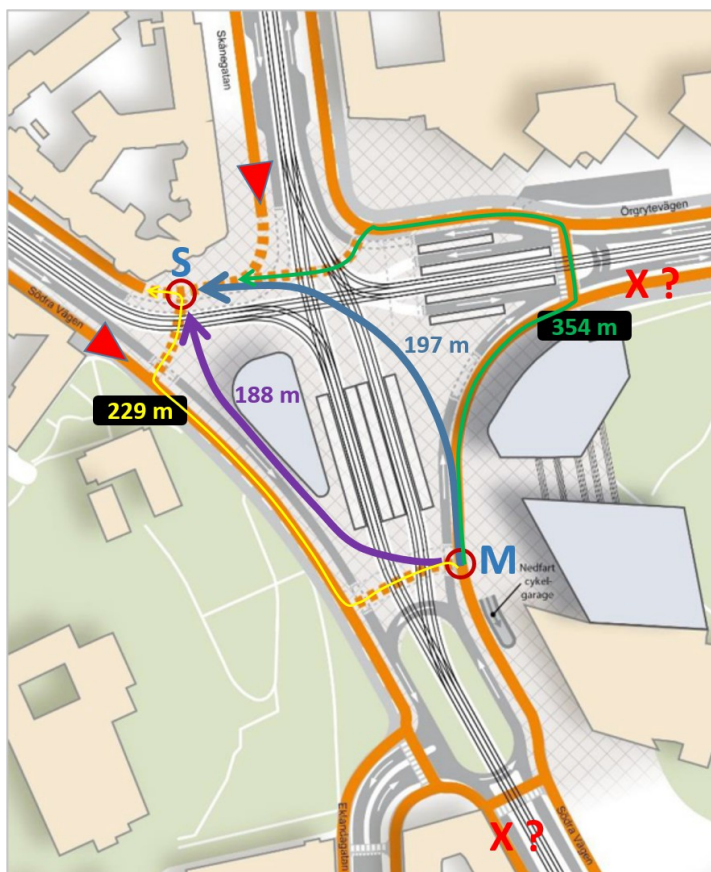 Skånegatan
Örgrytevägen
S
X ?
Södra Vägen
354 m
197 m
188 m
229 m
M
Nedfart
cykel-
garage
X ?
Eklandagatan
Södra Vägen